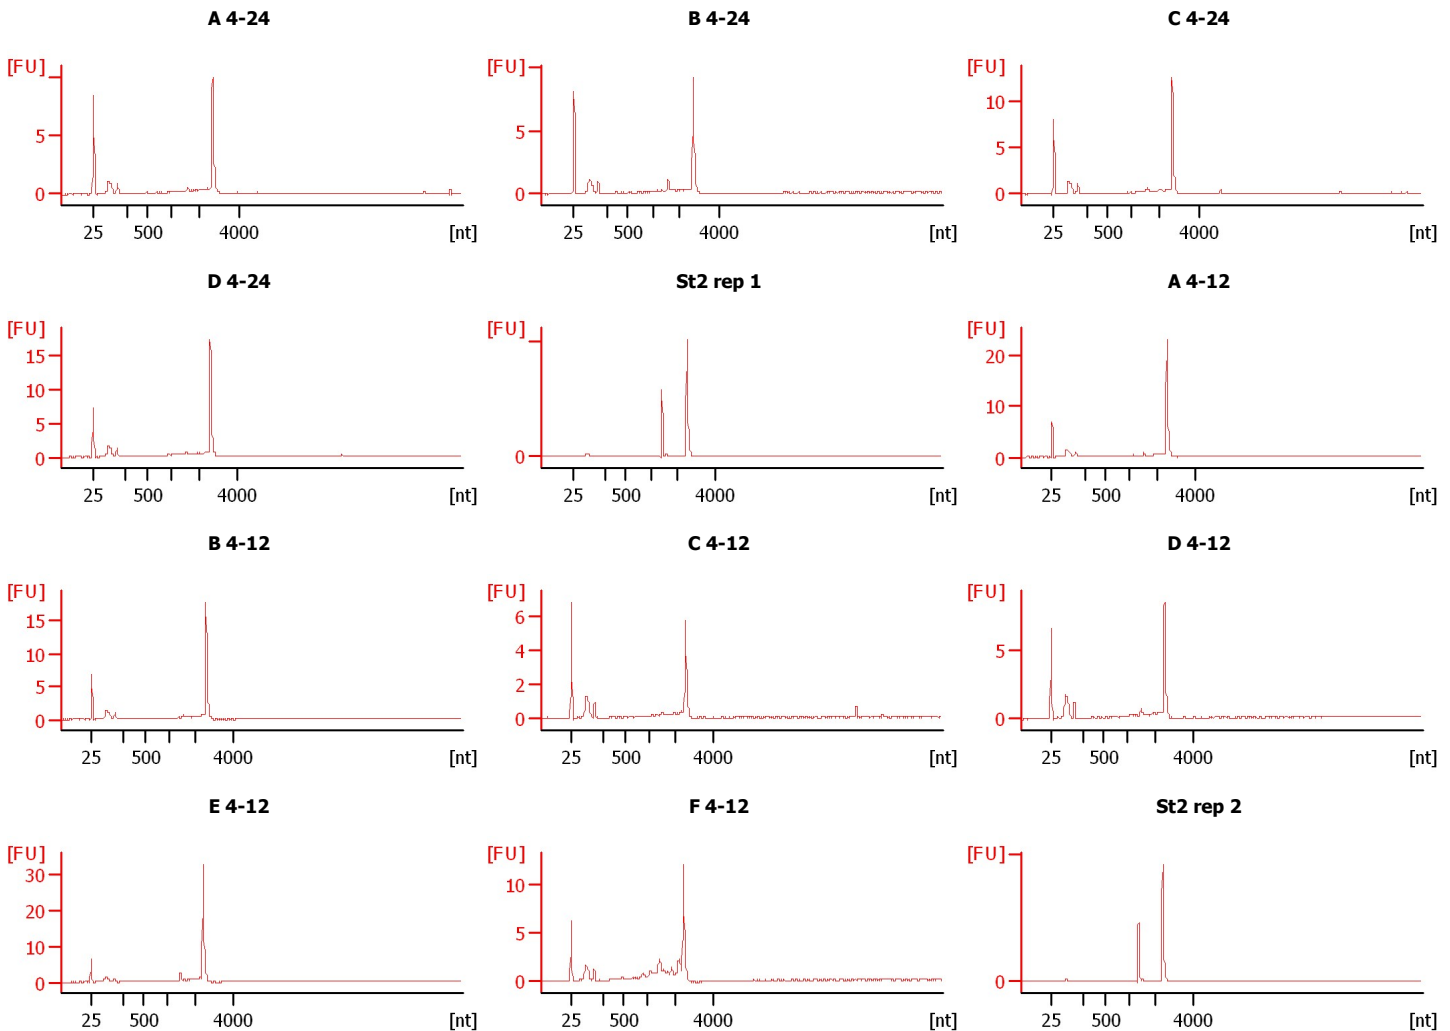 A 4-24
[FU]
5
0
25 500 4000 [nt]
B 4-24
[FU]
5
0
25 500 4000 [nt]
C 4-24
[FU]
10
5
0
25 500 4000 [nt]
D 4-24
[FU]
15
10
5
0
25 500 4000 [nt]
St2 rep 1
[FU]
0
25 500 4000 [nt]
A 4-12
[FU]
20
10
0
25 500 4000 [nt]
B 4-12
[FU]
15
10
5
0
25 500 4000 [nt]
C 4-12
[FU]
6
4
2
0
25 500 4000 [nt]
D 4-12
[FU]
5
0
25 500 4000 [nt]
E 4-12
[FU]
30
20
10
0
25 500 4000 [nt]
F 4-12
[FU]
10
5
0
25 500 4000 [nt]
St2 rep 2
[FU]
0
25 500 4000 [nt]